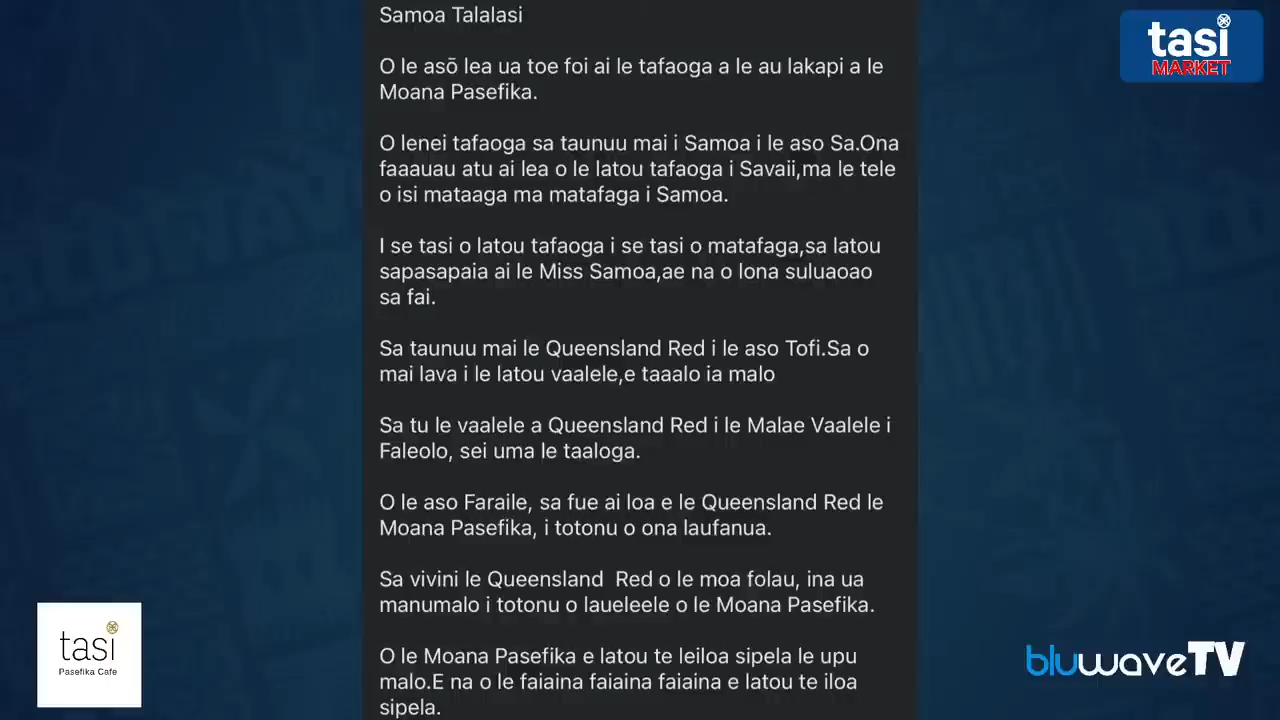 Samoa Talalasi
O le asō lea ua toe foi ai le tafaoga a le au lakapi a le
Moana Pasefika.
O lenei tafaoga sa taunuu mai i Samoa i le aso Sa.Ona
faaauau atu ai lea o le latou tafaoga i Savaii,ma le tele
o isi mataaga ma matafaga i Samoa.
I se tasi o latou tafaoga i se tasi o matafaga,sa latou
sapasapaia ai le Miss Samoa,ae na o lona suluaoao
sa fai.
Sa taunuu mai le Queensland Red i le aso Tofi.Sa o
mai lava i le latou vaalele,e taaalo ia malo
Sa tu le vaalele a Queensland Red i le Malae Vaalele i
Faleolo, sei uma le taaloga.
O le aso Faraile, sa fue ai loa e le Queensland Red le
Moana Pasefika, i totonu o ona laufanua.
Sa vivini le Queensland  Red o le moa folau, ina ua
manumalo i totonu o laueleele o le Moana Pasefika.
O le Moana Pasefika e latou te leiloa sipela le upu
malo.E na o le faiaina faiaina faiaina e latou te iloa
sipela.
tasi
MARKET
tasi
Pasefika Cafe
bluwaveTV